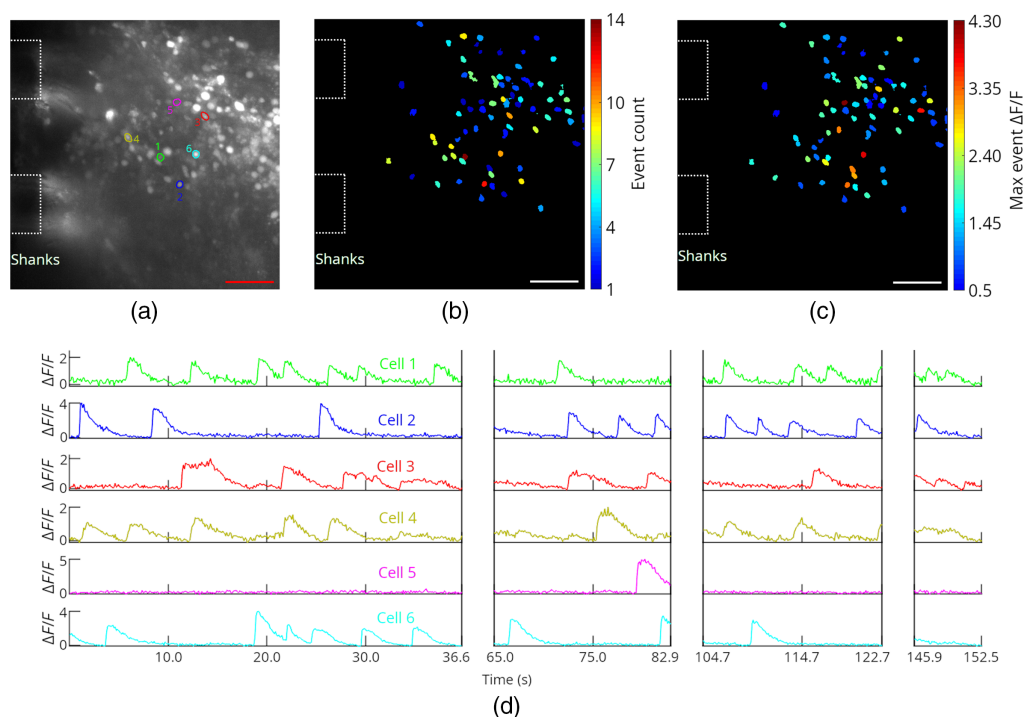 4
1
6
2
Shanks
(a)
Shanks
14
10
7
4
1
Event count
(b)
Shanks
4.30
3.35
2.40
1.45
0.5
Max event ΔF/F
(c)
ΔF/F
2
0
Cell 1
ΔF/F
4
0
Cell 2
ΔF/F
2
0
Cell 3
ΔF/F
2
0
Cell 4
ΔF/F
5
0
Cell 5
ΔF/F
4
0
Cell 6
10.0 20.0 30.0 36.6 65.0 75.0 82.9 104.7 114.7 122.7 145.9 152.5
Time (s)
(d)